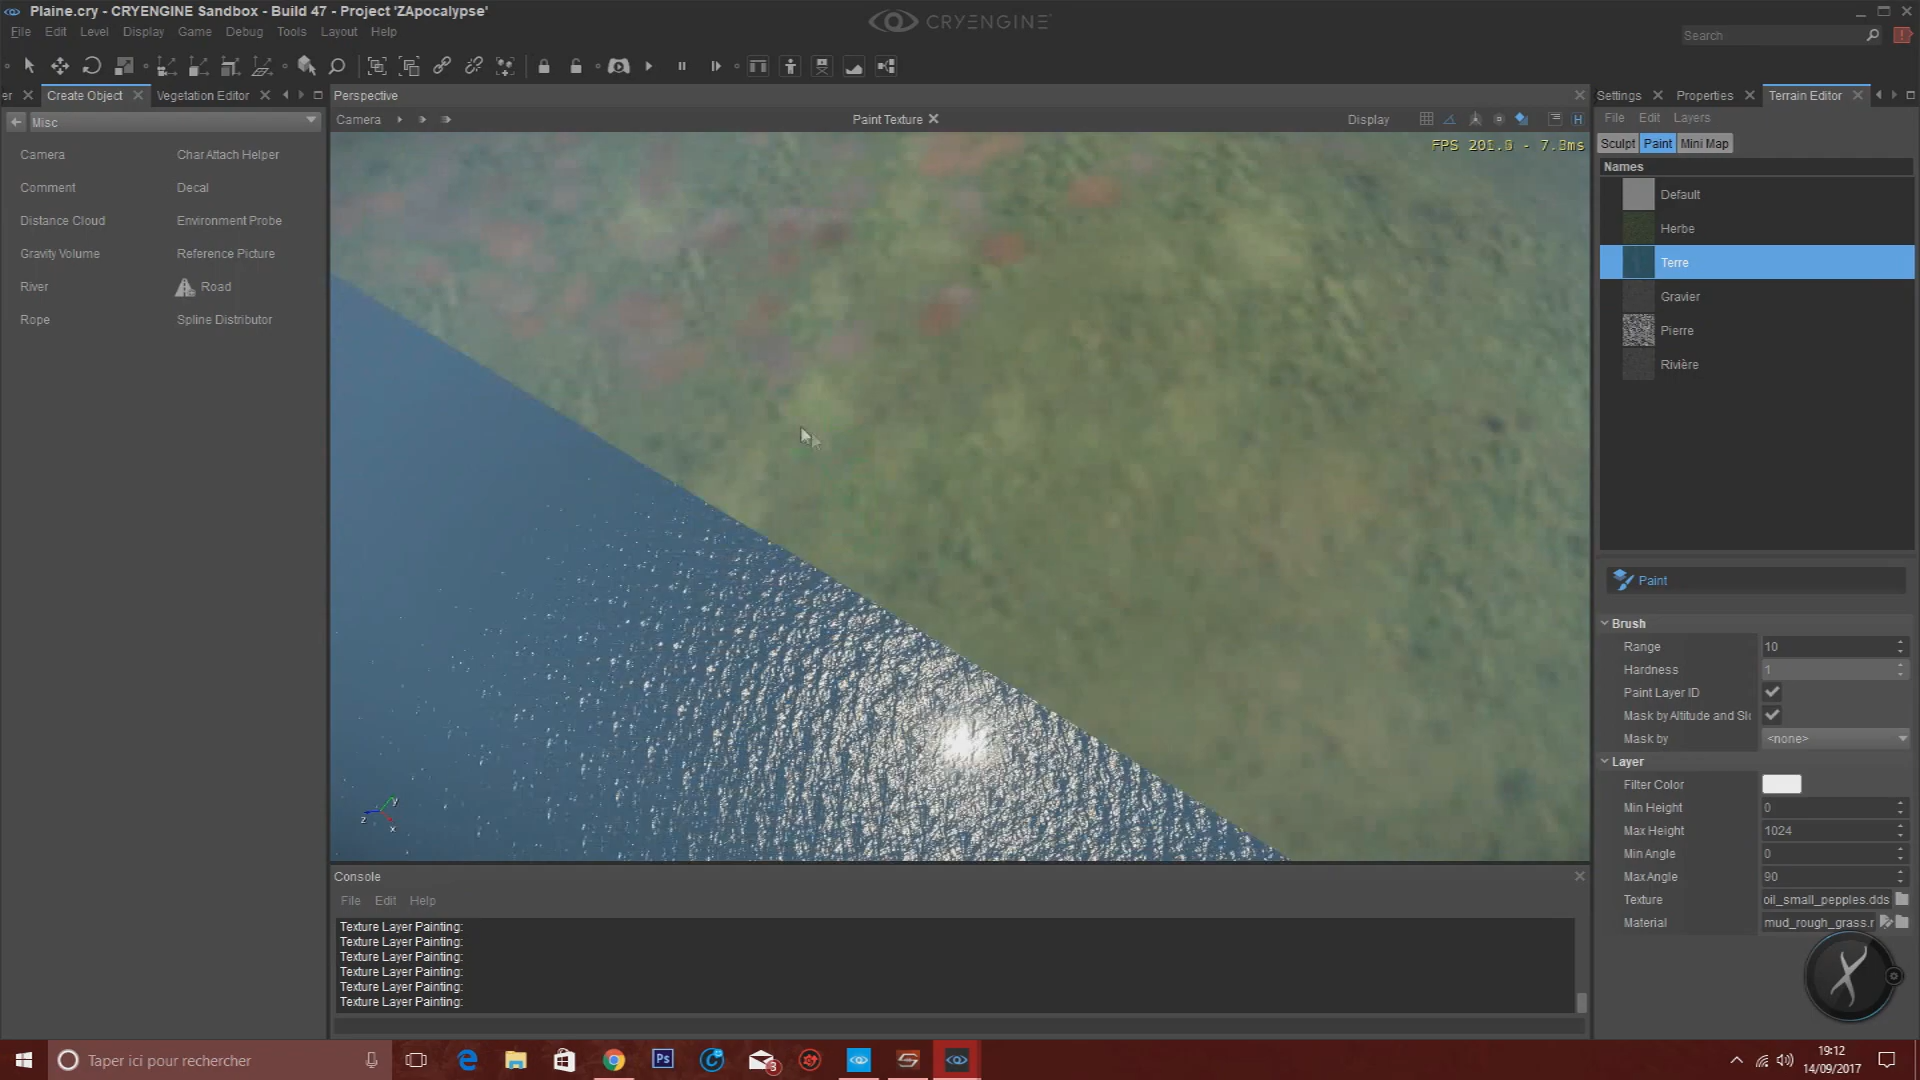 Plaine.cry - CRYENGINE Sandbox - Build 47 - Project 'ZApocalypse'
CRYENGINE
File Edit Level Display Game Debug Tools Layout Help
Search
er Create Object Vegetation Editor
Perspective
Settings Properties Terrain Editor
Misc
Camera
Paint Texture
Display
File Edit Layers
FPS 201.0 - 7.8ms
Sculpt Paint Mini Map
Names
Camera Char Attach Helper
Comment Decal
Distance Cloud Environment Probe
Gravity Volume Reference Picture
River Road
Rope Spline Distributor
Default
Herbe
Terre
Gravier
Pierre
Rivière
Paint
Brush
Range 10
Hardness 1
Paint Layer ID
Mask by Altitude and Slo
Mask by <none>
Layer
Filter Color
Min Height 0
Max Height 1024
Min Angle 0
Max Angle 90
Texture oil_small_pepples.dds
Material mud_rough_grass.r
y
z
x
Console
File Edit Help
Texture Layer Painting:
Texture Layer Painting:
Texture Layer Painting:
Texture Layer Painting:
Texture Layer Painting:
Texture Layer Painting:
Taper ici pour rechercher
Ps
3
19:12
14/09/2017